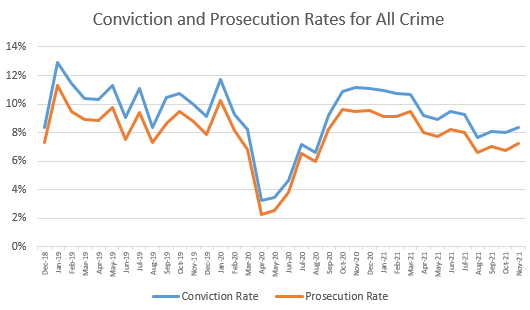 Conviction and Prosecution Rates for All Crime
14%
12%
10%
8%
6%
4%
2%
0%
Dec-18
Jan-19
Feb-19
Mar-19
Apr-19
May-19
Jun-19
Jul-19
Aug-19
Sep-19
Oct-19
Nov-19
Dec-19
Jan-20
Feb-20
Mar-20
Apr-20
May-20
Jun-20
Jul-20
Aug-20
Sep-20
Oct-20
Nov-20
Dec-20
Jan-21
Feb-21
Mar-21
Apr-21
May-21
Jun-21
Jul-21
Aug-21
Sep-21
Oct-21
Nov-21
Conviction Rate
Prosecution Rate